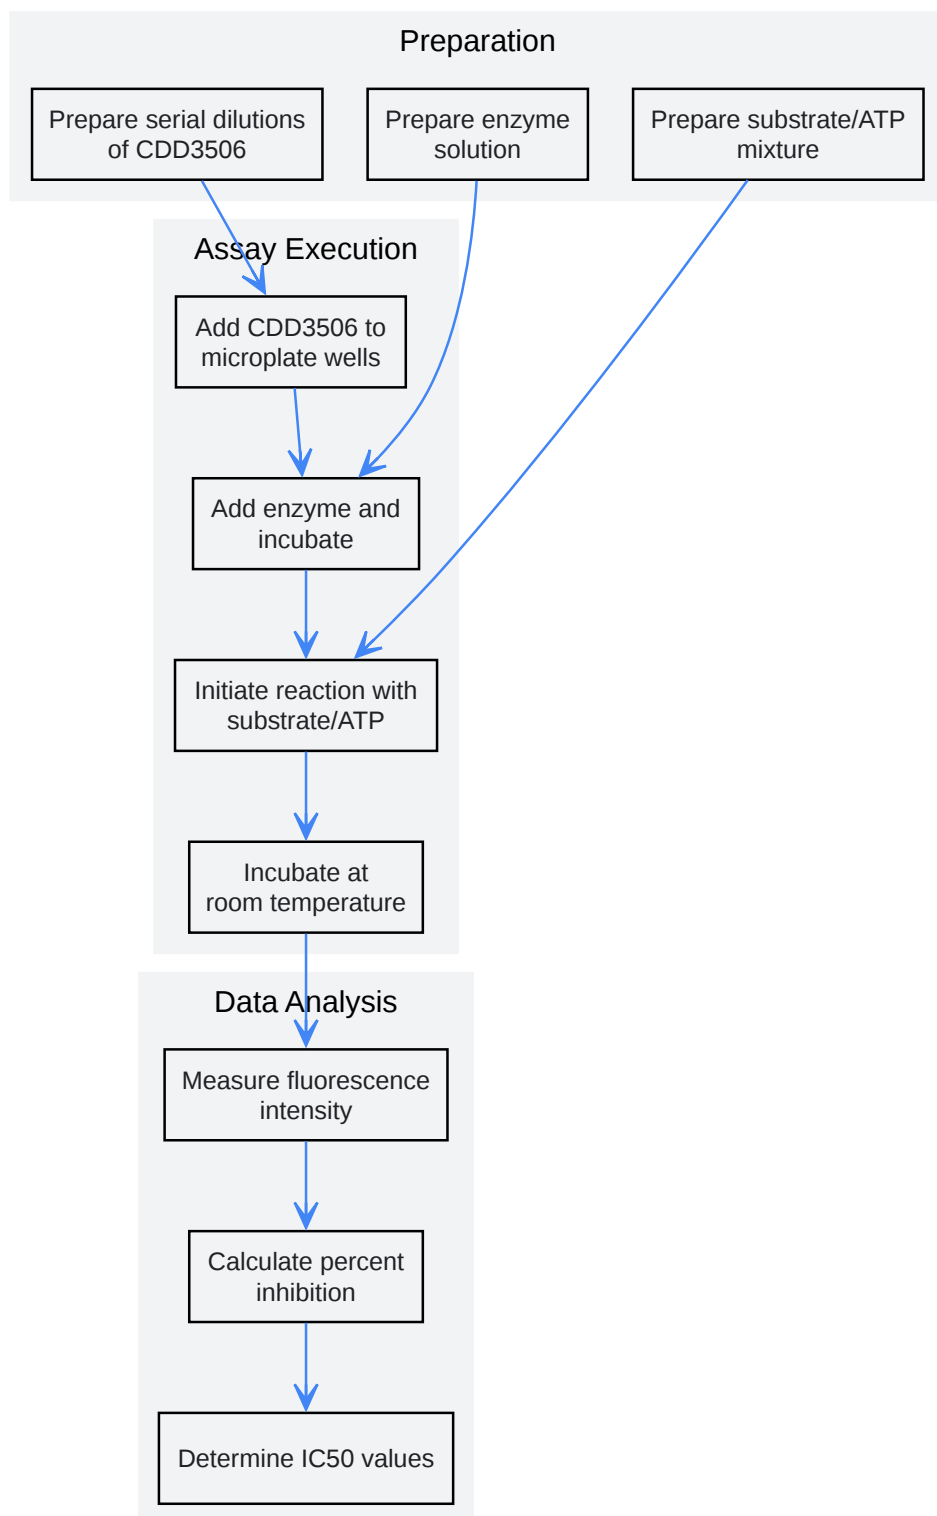 Preparation
Prepare serial dilutions
of CDD3506
Prepare enzyme
solution
Prepare substrate/ATP
mixture
Assay Execution
Add CDD3506 to
microplate wells
Add enzyme and
incubate
Initiate reaction with
substrate/ATP
Incubate at
room temperature
Data Analysis
Measure fluorescence
intensity
Calculate percent
inhibition
Determine IC50 values